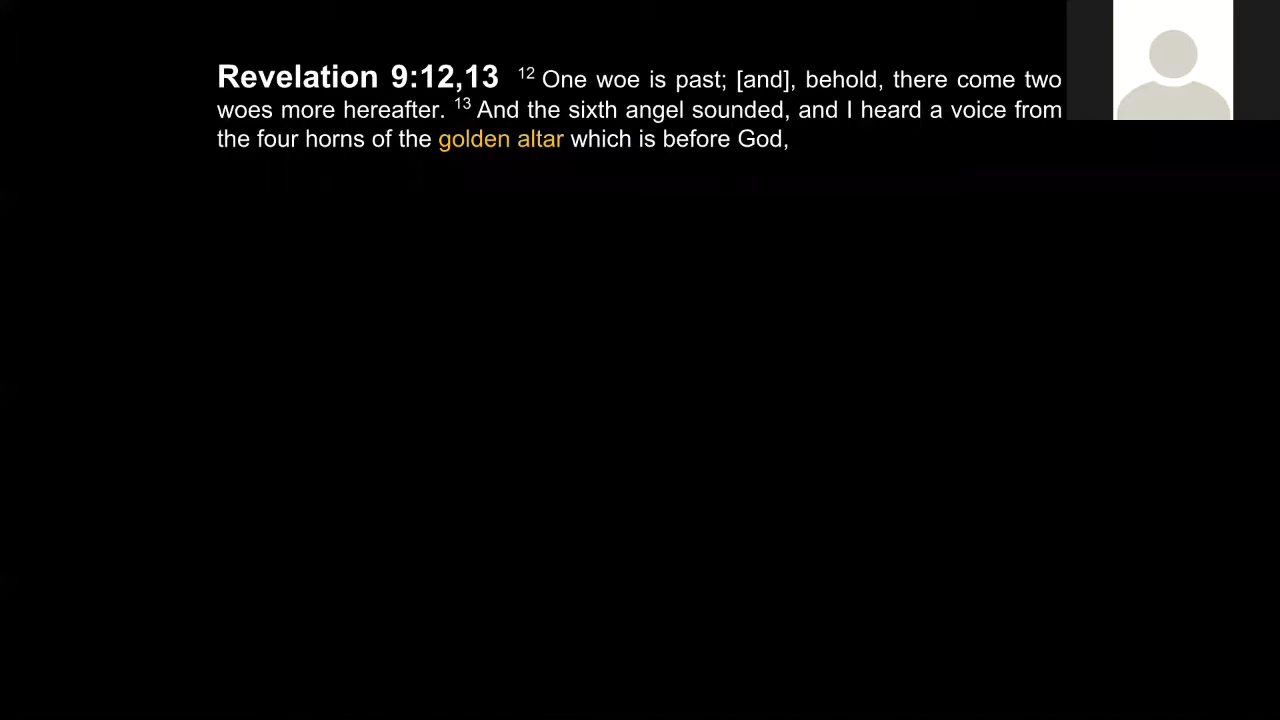 Revelation 9:12,13 12 One woe is past; [and], behold, there come two
woes more hereafter. 13 And the sixth angel sounded, and I heard a voice from
the four horns of the golden altar which is before God,